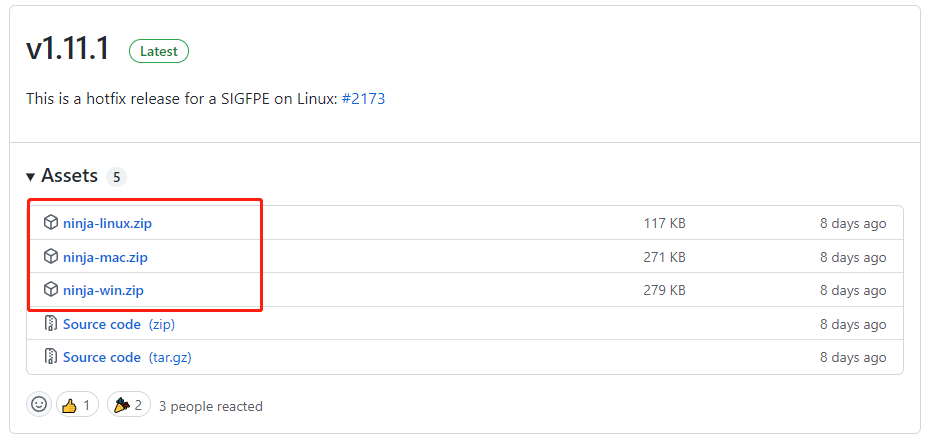 v1.11.1 Latest
This is a hotfix release for a SIGFPE on Linux: #2173
Assets 5
ninja-linux.zip 117 KB 8 days ago
ninja-mac.zip 271 KB 8 days ago
ninja-win.zip 279 KB 8 days ago
Source code (zip) 8 days ago
Source code (tar.gz) 8 days ago
1 2 3 people reacted